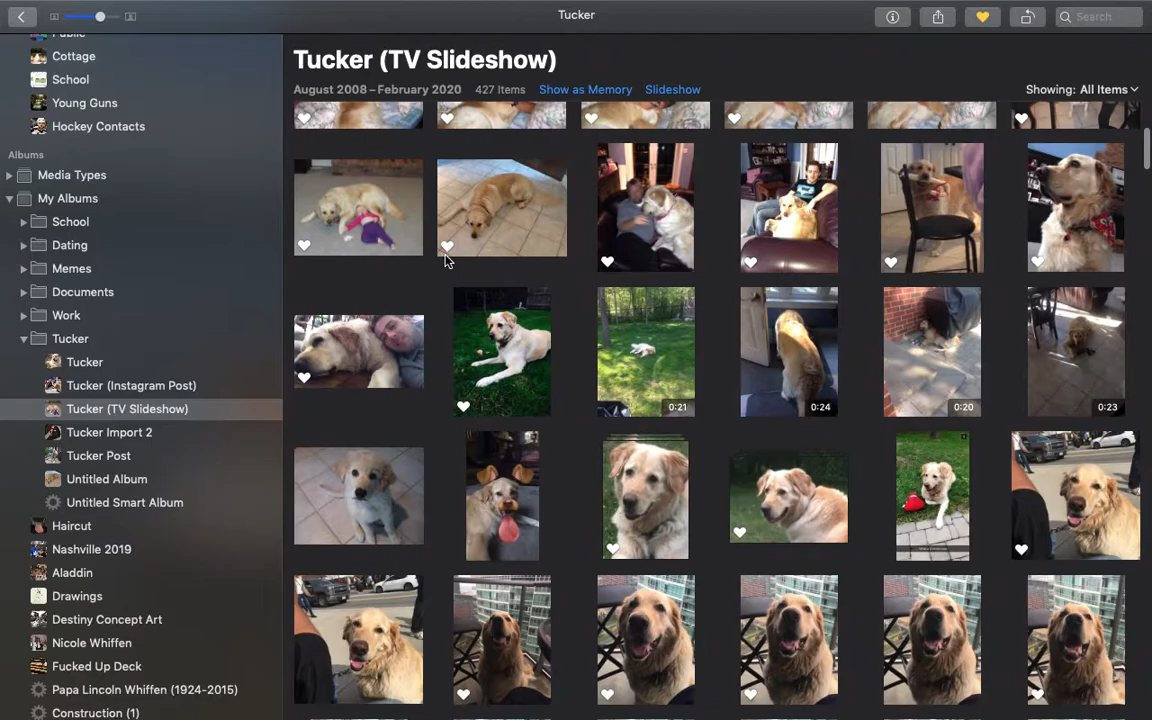 Tucker
Search
Public
Cottage
School
Young Guns
Hockey Contacts
Albums
Media Types
My Albums
School
Dating
Memes
Documents
Work
Tucker
Tucker
Tucker (Instagram Post)
Tucker (TV Slideshow)
Tucker Import 2
Tucker Post
Untitled Album
Untitled Smart Album
Haircut
Nashville 2019
Aladdin
Drawings
Destiny Concept Art
Nicole Whiffen
Fucked Up Deck
Papa Lincoln Whiffen (1924-2015)
Construction (1)
Tucker (TV Slideshow)
August 2008 – February 2020 427 Items Show as Memory Slideshow Showing: All Items
0:21 0:24 0:20 0:23